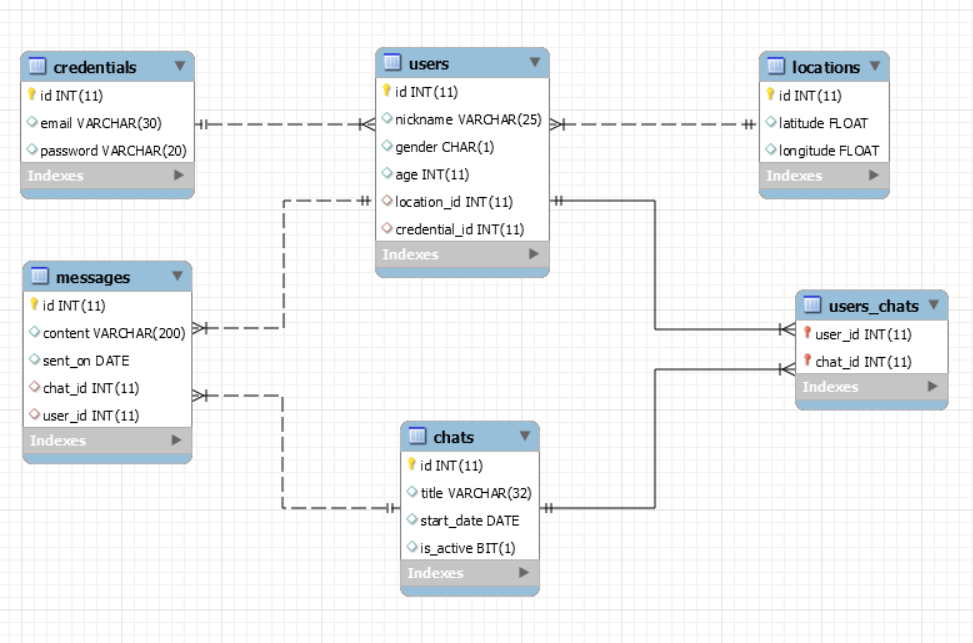 credentials
id INT(11)
email VARCHAR(30)
password VARCHAR(20)
Indexes
users
id INT(11)
nickname VARCHAR(25)
gender CHAR(1)
age INT(11)
location_id INT(11)
credential_id INT(11)
Indexes
locations
id INT(11)
latitude FLOAT
longitude FLOAT
Indexes
messages
id INT(11)
content VARCHAR(200)
sent_on DATE
chat_id INT(11)
user_id INT(11)
Indexes
users_chats
user_id INT(11)
chat_id INT(11)
Indexes
chats
id INT(11)
title VARCHAR(32)
start_date DATE
is_active BIT(1)
Indexes